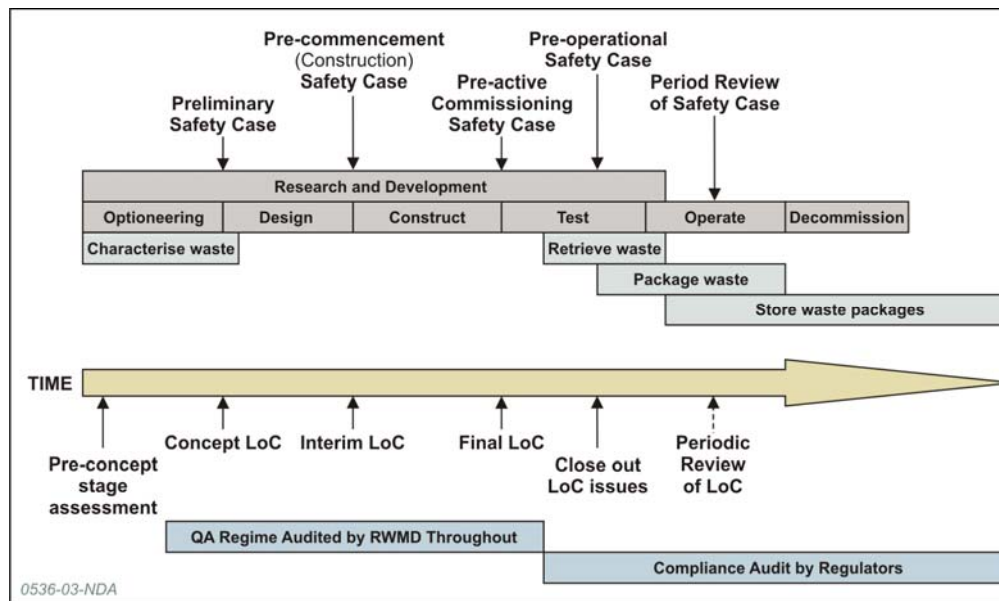 Pre-commencement
(Construction)
Safety Case
Pre-operational
Safety Case
Preliminary
Safety Case
Pre-active
Commissioning
Safety Case
Period Review
of Safety Case
Research and Development
Optioneering
Design
Construct
Test
Operate
Decommission
Characterise waste
Retrieve waste
Package waste
Store waste packages
TIME
Pre-concept
stage
assessment
Concept LoC
Interim LoC
Final LoC
Close out
LoC issues
Periodic
Review
of LoC
QA Regime Audited by RWMD Throughout
Compliance Audit by Regulators
0536-03-NDA